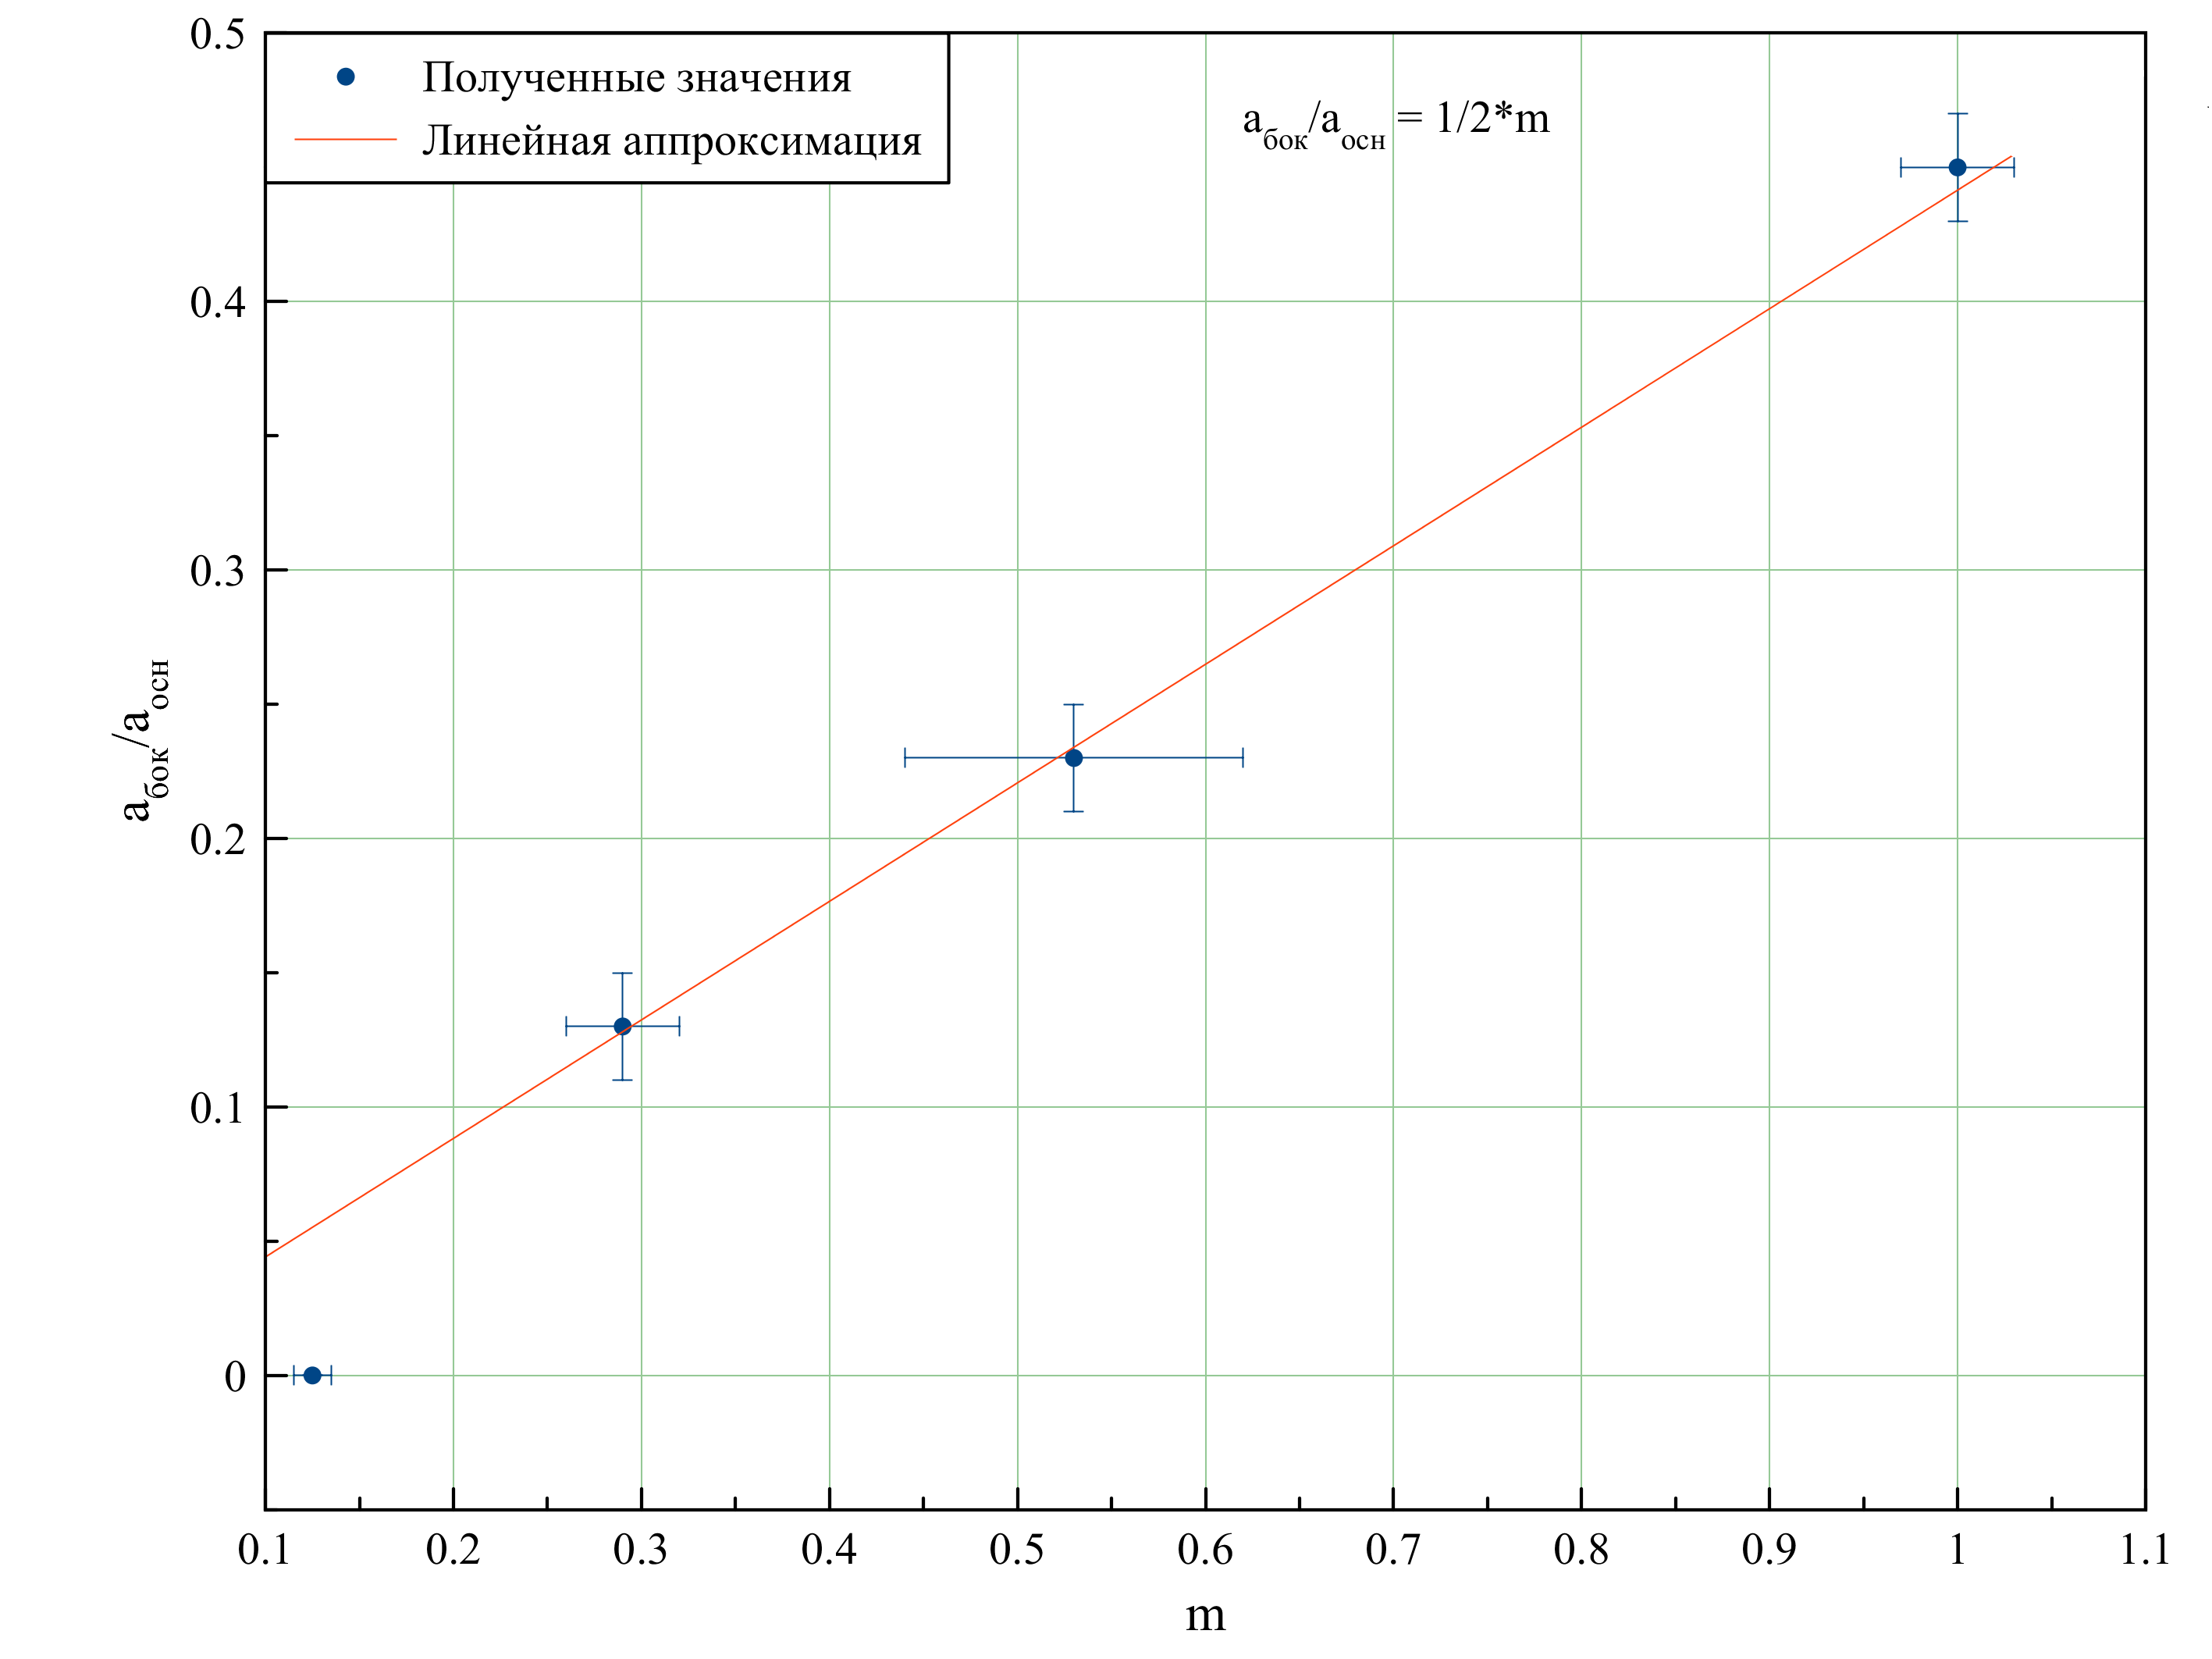 Полученные значения
Линейная аппроксимация
aбок/aосн = 1/2*m
0.5
0.4
0.3
0.2
0.1
0
aбок/aосн
0.1 0.2 0.3 0.4 0.5 0.6 0.7 0.8 0.9 1 1.1
m